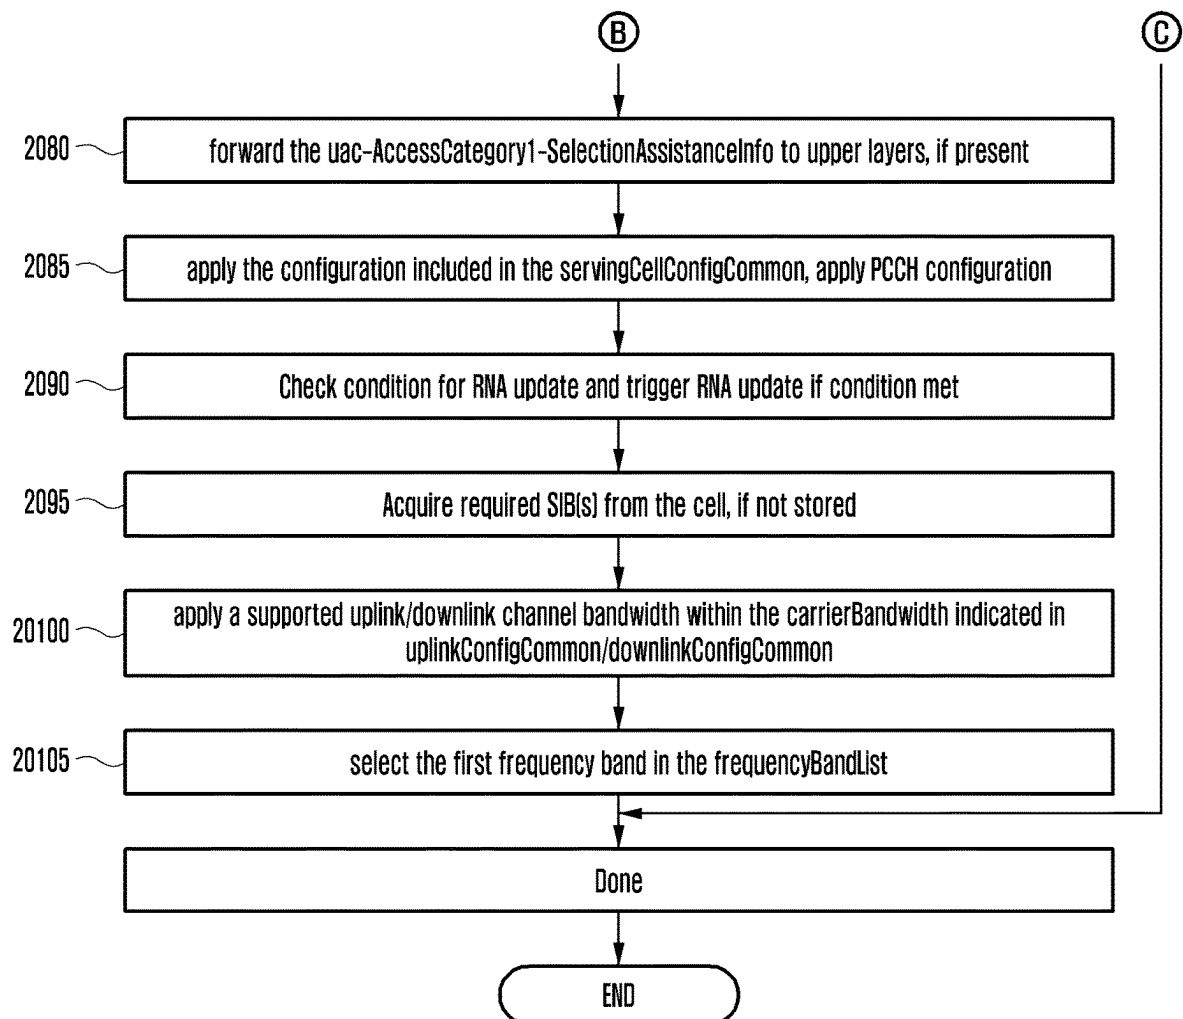 B
C
2080
forward the uac-AccessCategory1-SelectionAssistanceInfo to upper layers, if present
2085
apply the configuration included in the servingCellConfigCommon, apply PCCH configuration
2090
Check condition for RNA update and trigger RNA update if condition met
2095
Acquire required SIB(s) from the cell, if not stored
20100
apply a supported uplink/downlink channel bandwidth within the carrierBandwidth indicated in
uplinkConfigCommon/downlinkConfigCommon
20105
select the first frequency band in the frequencyBandList
Done
END